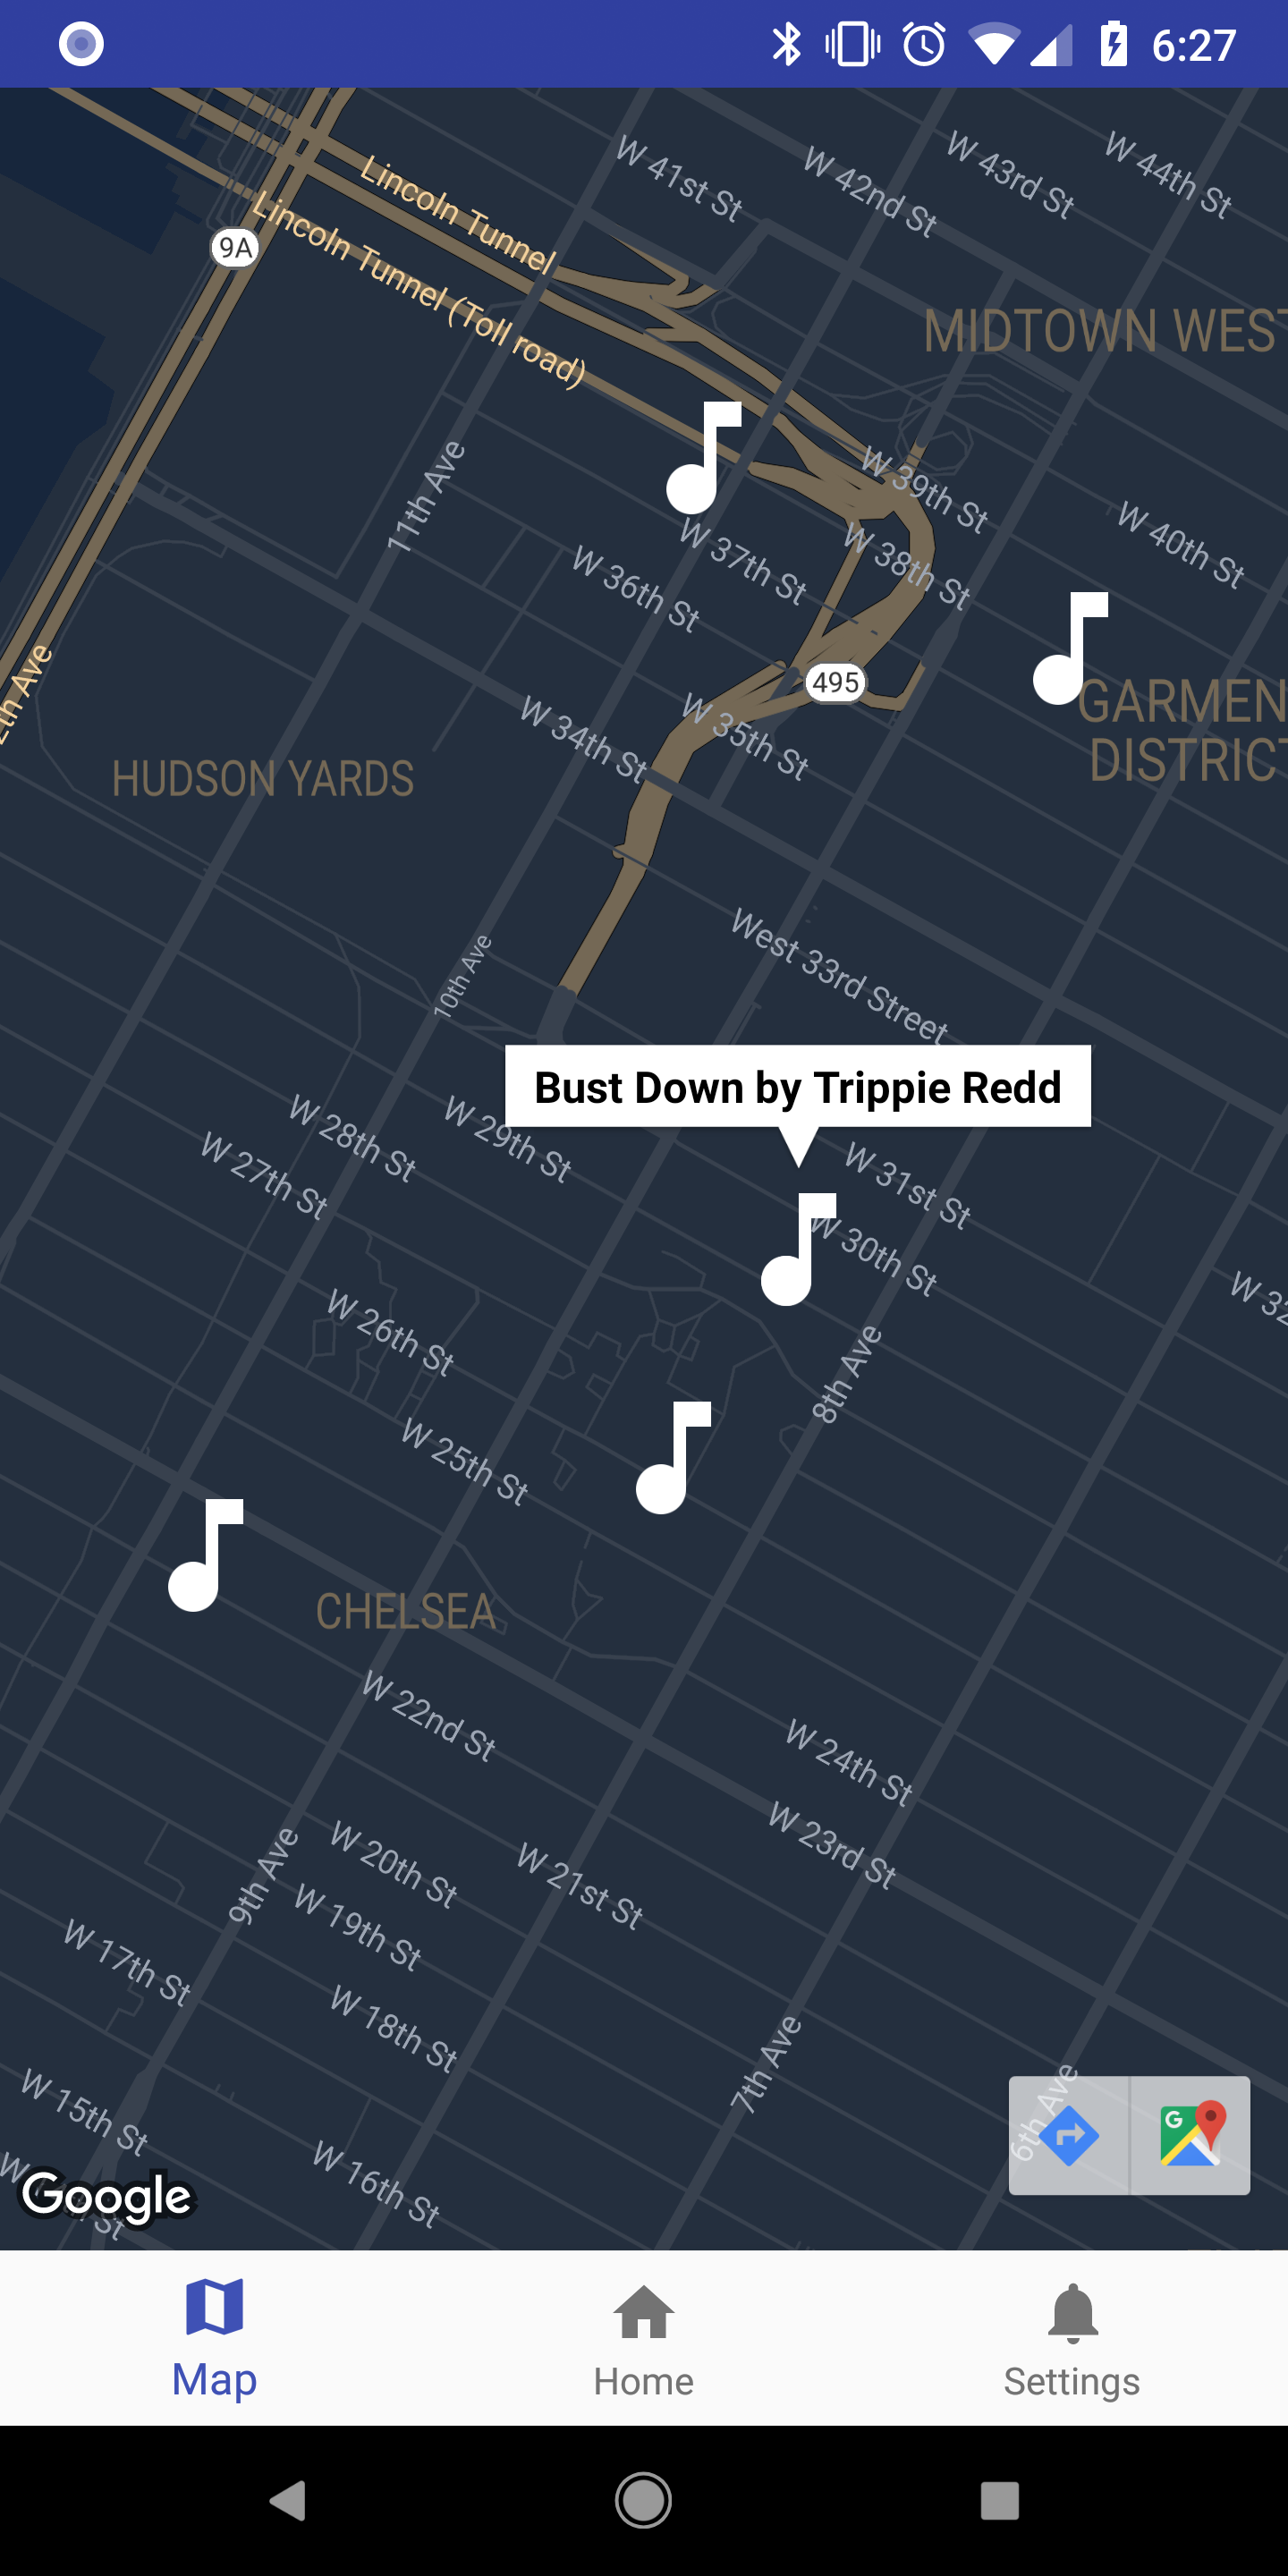 6:27
W 41st St
W 42nd St
W 43rd St
W 44th St
Lincoln Tunnel
Lincoln Tunnel (Toll road)
9A
MIDTOWN WEST
11th Ave
W 39th St
W 40th St
W 37th St
W 38th St
W 36th St
495
GARMEN
DISTRICT
W 35th St
W 34th St
2th Ave
HUDSON YARDS
West 33rd Street
10th Ave
Bust Down by Trippie Redd
W 28th St
W 29th St
W 27th St
W 31st St
W 30th St
W 32
W 26th St
8th Ave
W 25th St
CHELSEA
W 22nd St
W 24th St
W 23rd St
9th Ave
W 20th St
W 21st St
W 19th St
W 17th St
W 18th St
7th Ave
6th Ave
W 15th St
W 16th St
G
Google
Map
Home
Settings